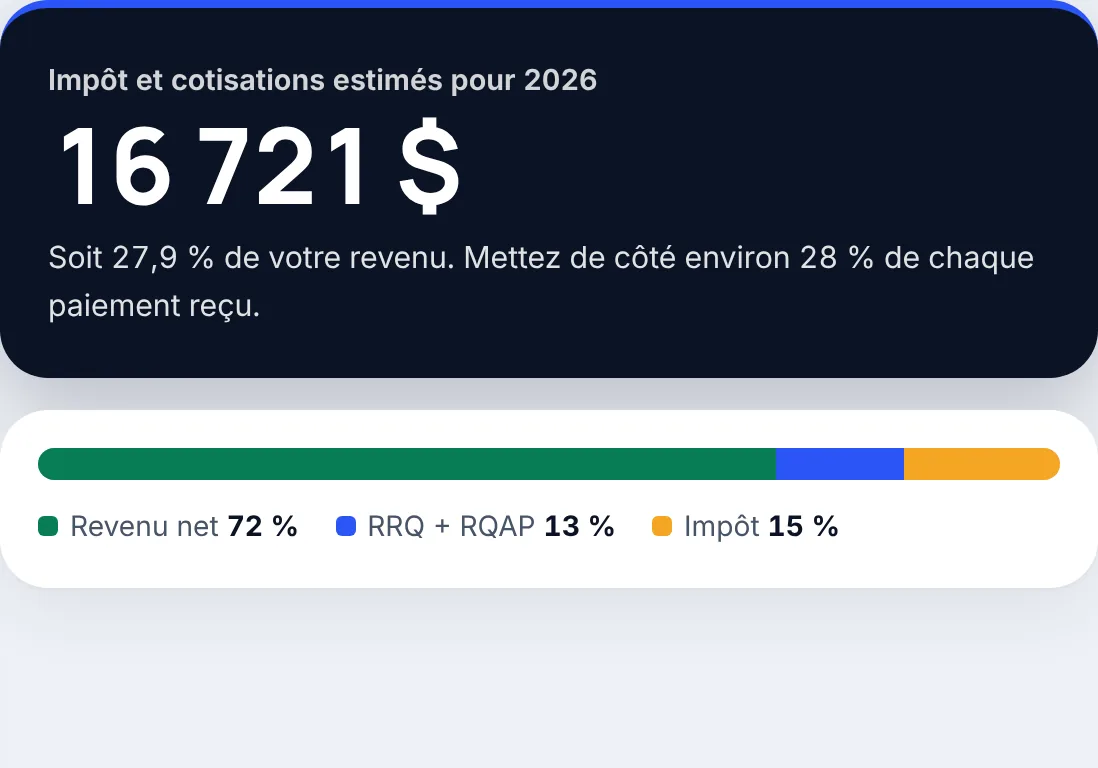 Impôt et cotisations estimés pour 2026
16 721 $
Soit 27,9 % de votre revenu. Mettez de côté environ 28 % de chaque
paiement reçu.
Revenu net 72 % RRQ + RQAP 13 % Impôt 15 %